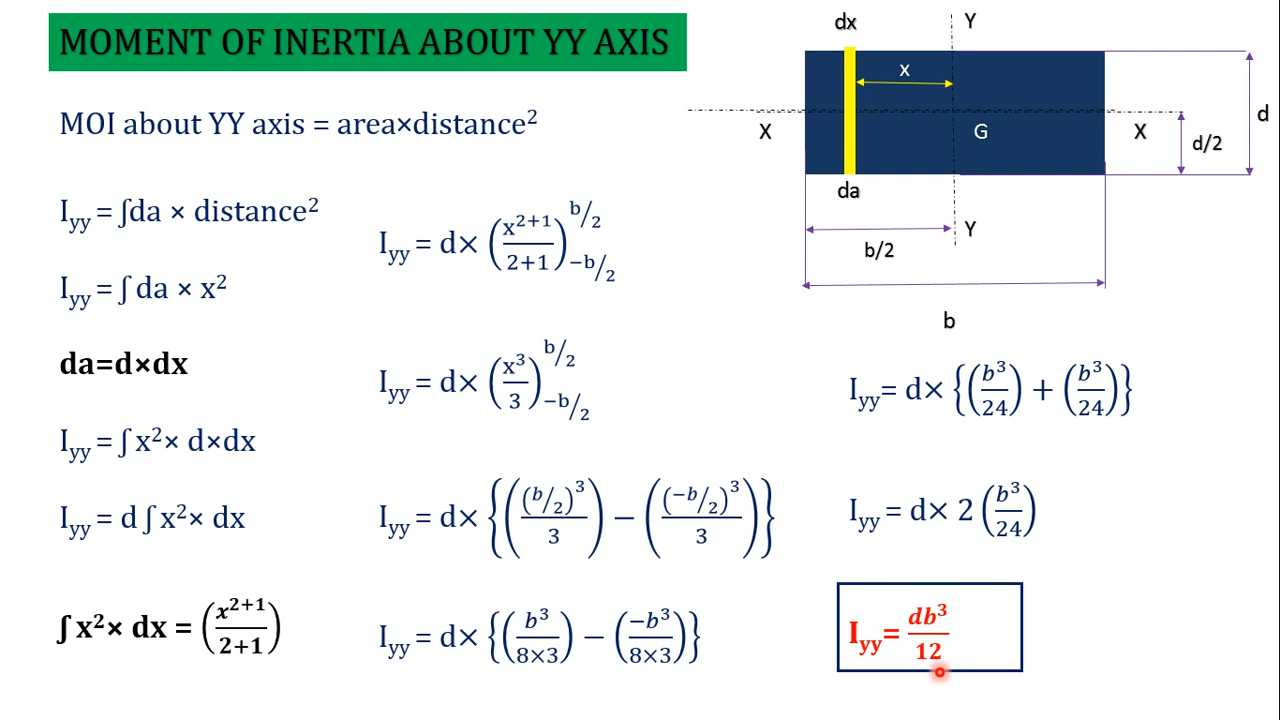 MOMENT OF INERTIA ABOUT YY AXIS
MOI about YY axis = area×distance²
I_yy = ∫da × distance²
I_yy = ∫ da × x²
da=d×dx
I_yy = ∫ x²× d×dx
I_yy = d ∫ x²× dx
∫ x²× dx = (x^(2+1)/(2+1))
I_yy = d× (x^(2+1)/(2+1)) b/2 −b/2
I_yy = d× (x³/3) b/2 −b/2
I_yy = d× {((b/2)³/3) − ((−b/2)³/3)}
I_yy = d× {(b³/(8×3)) − (−b³/(8×3))}
dx
Y
x
X
G
X
d
d/2
da
Y
b/2
b
I_yy= d× {(b³/24) + (b³/24)}
I_yy = d× 2 (b³/24)
I_yy= db³/12